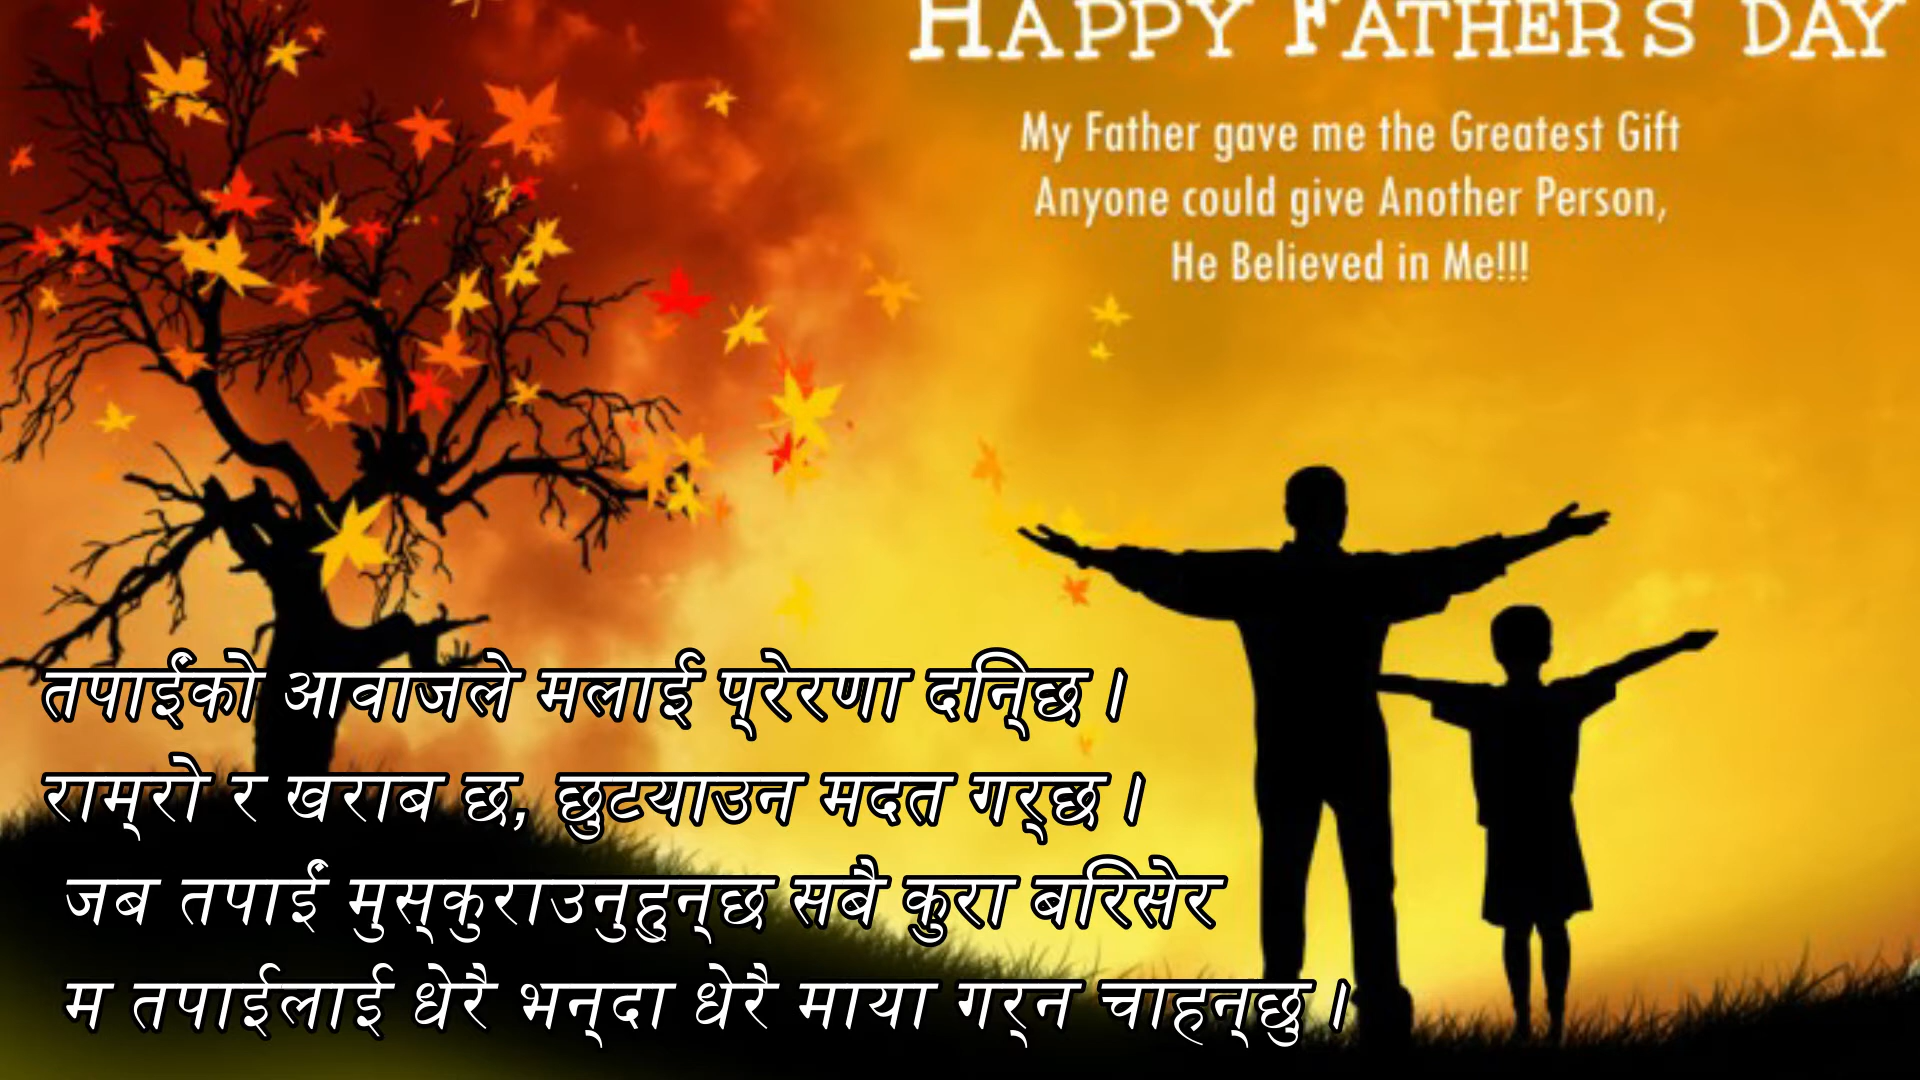 HAPPY FATHER'S DAY
My Father gave me the Greatest Gift
Anyone could give Another Person,
He Believed in Me!!!
तपाईंको आवाजले मलाई प्‌रेरणा दनि्‌छ।
राम्‌रो र खराब छ, छुटयाउन मदत गर्‌छ।
जब तपाईं मुस्‌कुराउनुहुन्‌छ सबै कुरा बरिसेर
म तपाईलाई धेरै भन्‌दा धेरै माया गर्‌न चाहन्‌छु।